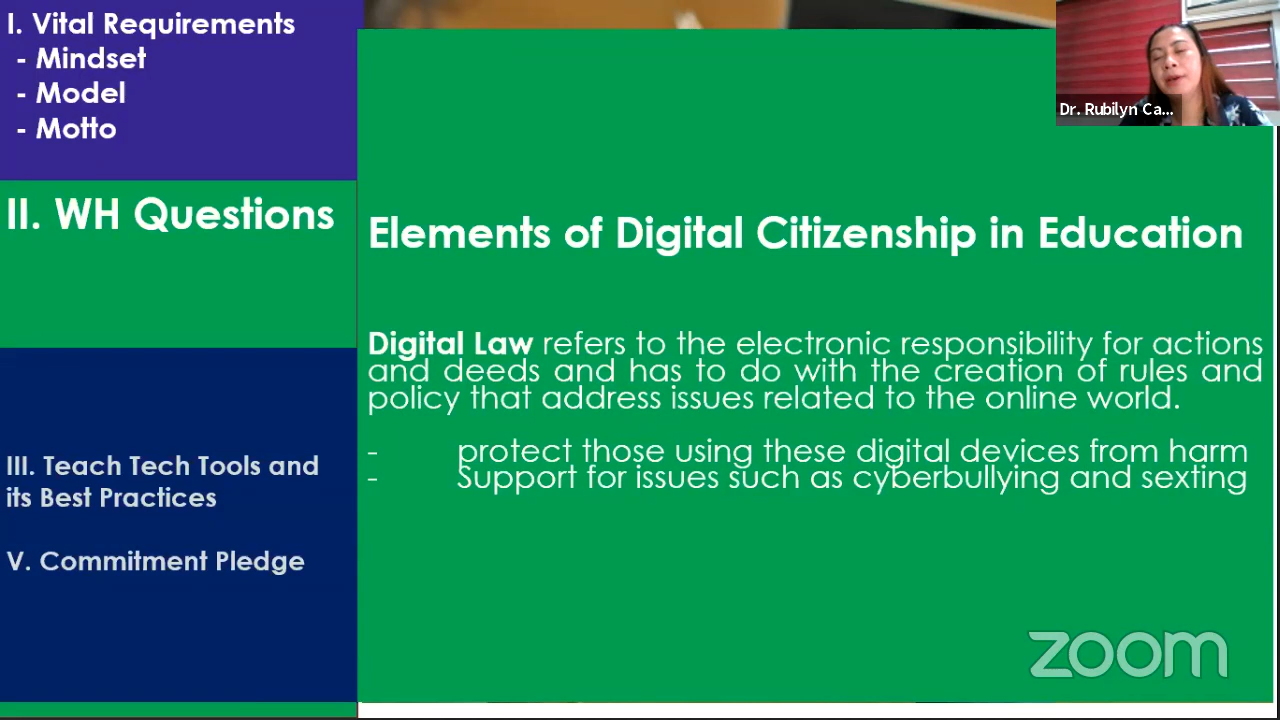 I. Vital Requirements
- Mindset
- Model
- Motto
II. WH Questions
III. Teach Tech Tools and
its Best Practices
V. Commitment Pledge
Elements of Digital Citizenship in Education
Digital Law refers to the electronic responsibility for actions
and deeds and has to do with the creation of rules and
policy that address issues related to the online world.
- protect those using these digital devices from harm
- Support for issues such as cyberbullying and sexting
Dr. Rubilyn Ca...
zoom